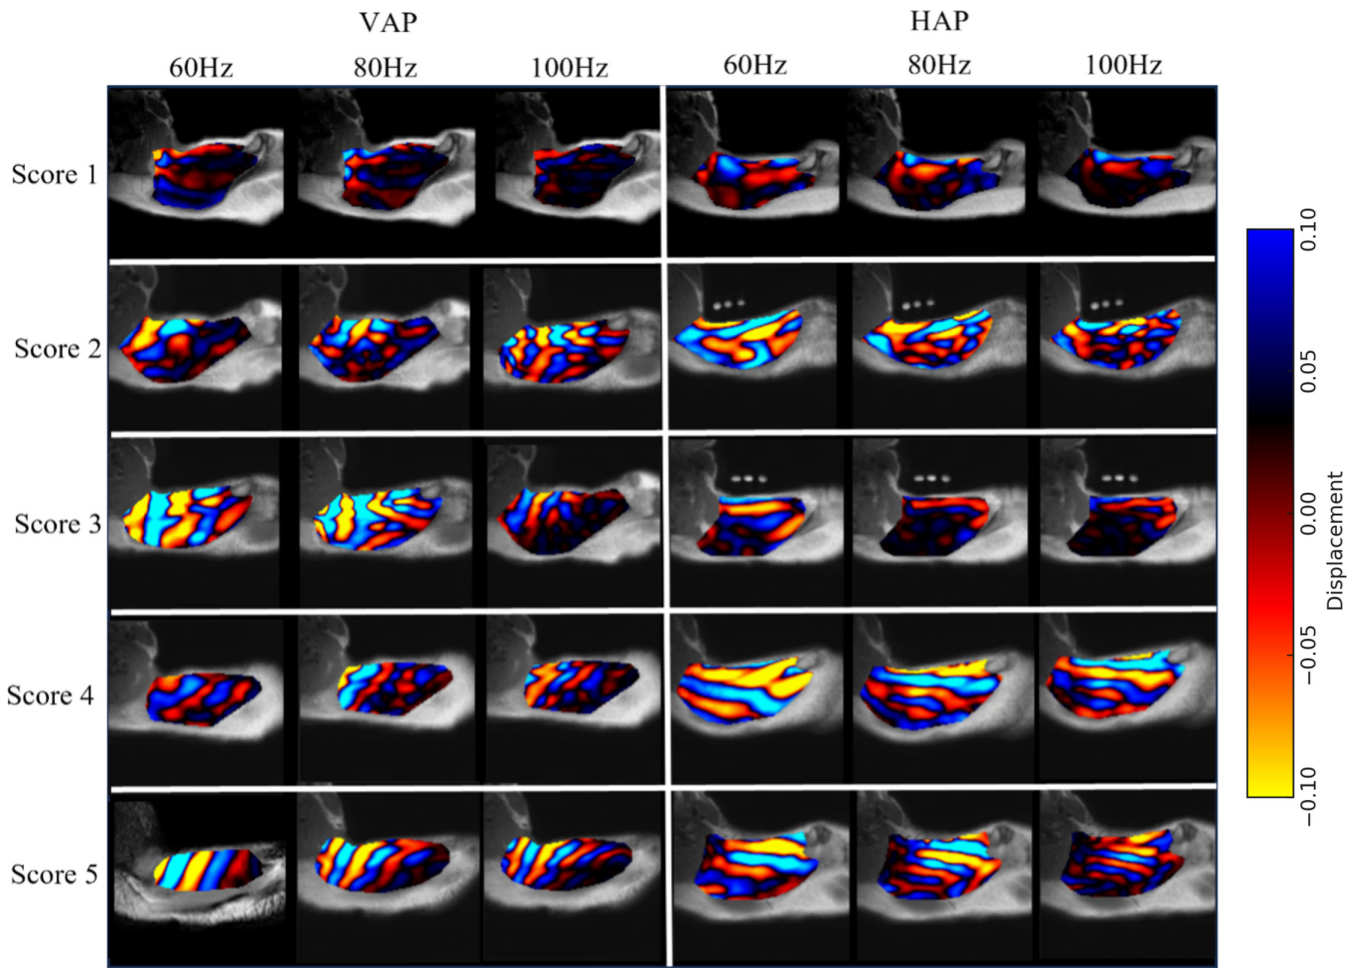 VAP HAP
60Hz 80Hz 100Hz 60Hz 80Hz 100Hz
Score 1
Score 2
Score 3
Score 4
Score 5
0.10
0.05
0.00
−0.05
−0.10
Displacement